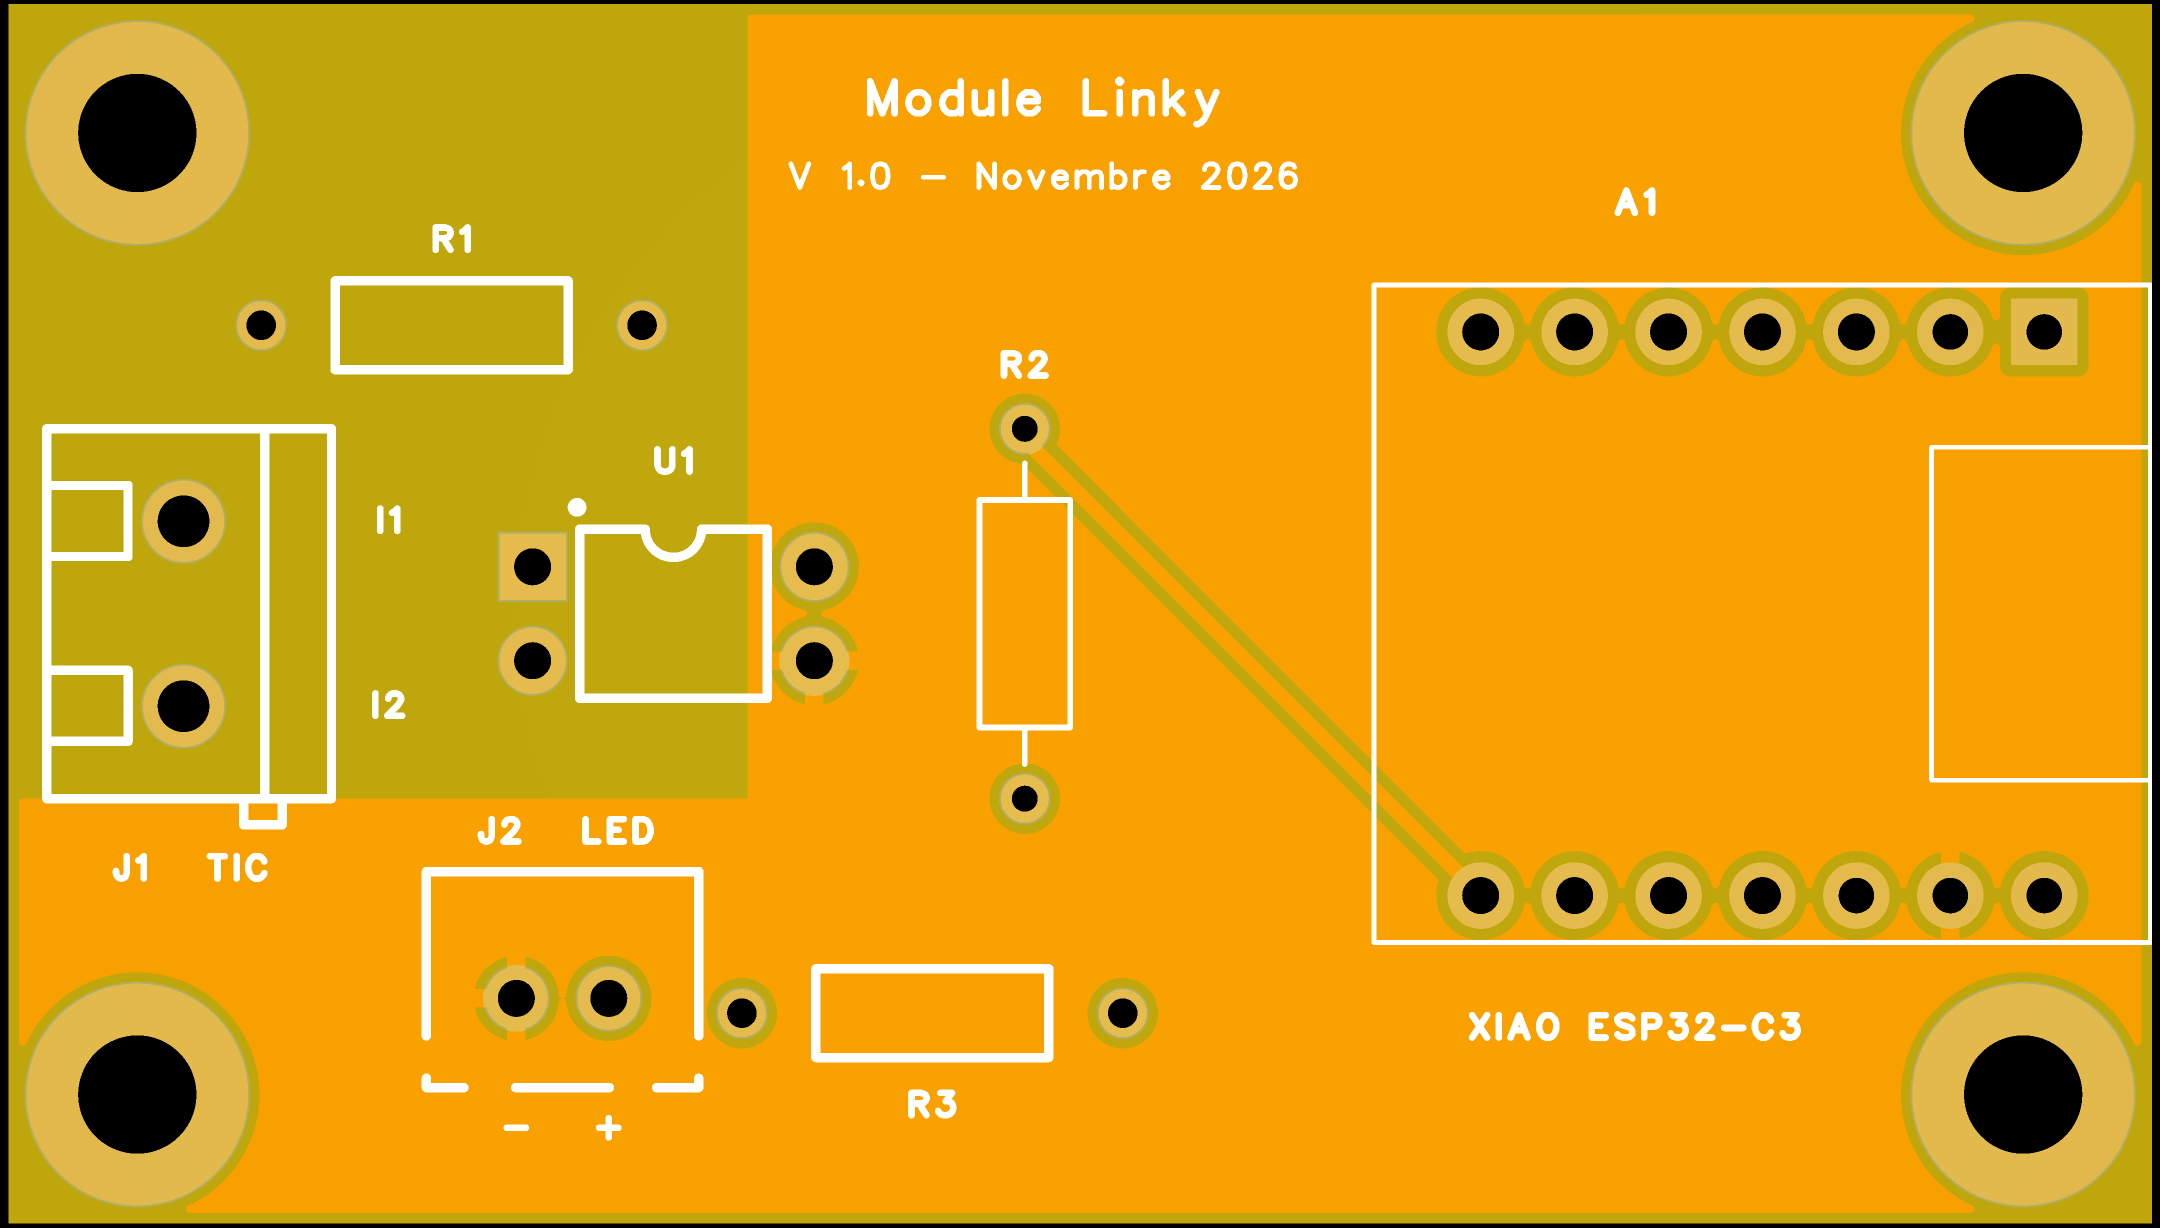 Module Linky
V 1.0 – Novembre 2026
A1
R1
R2
U1
I1
I2
J2 LED
J1 TIC
XIAO ESP32-C3
R3
- +